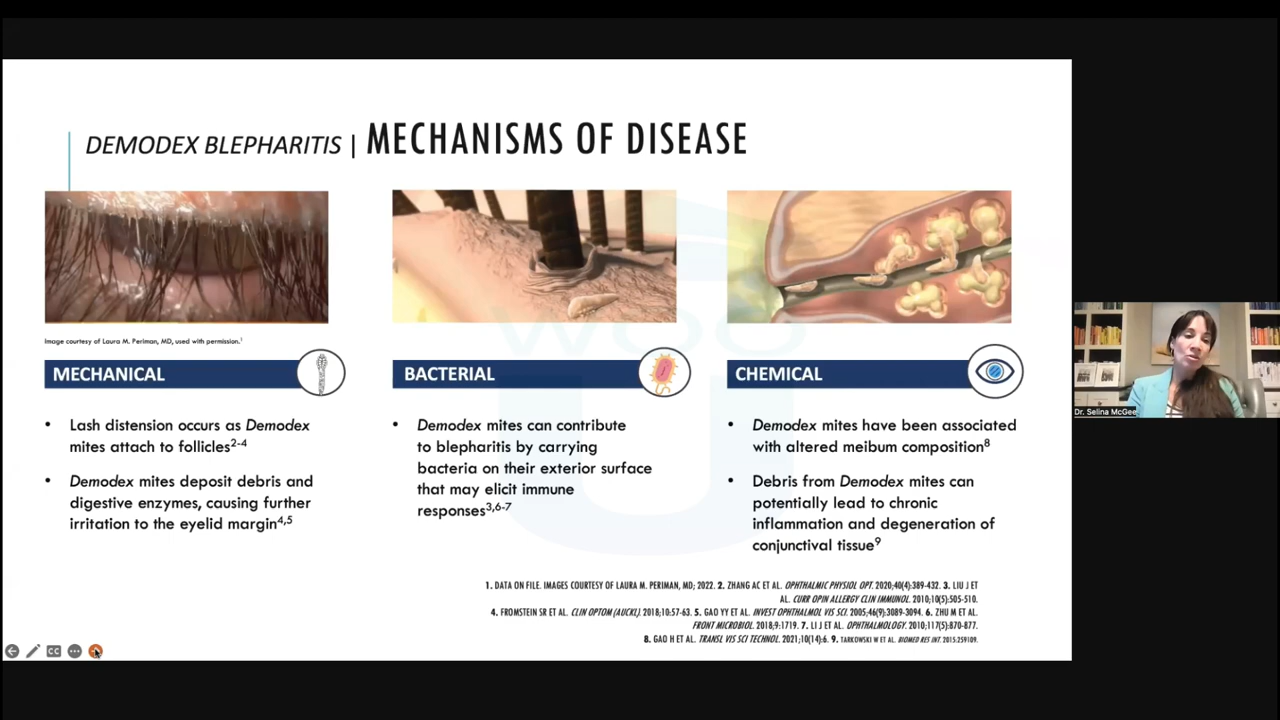 DEMODEX BLEPHARITIS | MECHANISMS OF DISEASE
Image courtesy of Laura M. Periman, MD, used with permission.1
MECHANICAL
• Lash distension occurs as Demodex
mites attach to follicles2-4
• Demodex mites deposit debris and
digestive enzymes, causing further
irritation to the eyelid margin4,5
BACTERIAL
• Demodex mites can contribute
to blepharitis by carrying
bacteria on their exterior surface
that may elicit immune
responses3,6-7
CHEMICAL
• Demodex mites have been associated
with altered meibum composition8
• Debris from Demodex mites can
potentially lead to chronic
inflammation and degeneration of
conjunctival tissue9
1. DATA ON FILE. IMAGES COURTESY OF LAURA M. PERIMAN, MD; 2022. 2. ZHANG AC ET AL. OPHTHALMIC PHYSIOL OPT. 2020;40(4):389-432. 3. LIU J ET
AL. CURR OPIN ALLERGY CLIN IMMUNOL. 2010;10(5):505-510.
4. FROMSTEIN SR ET AL. CLIN OPTOM (AUCKL). 2018;10:57-63. 5. GAO YY ET AL. INVEST OPHTHALMOL VIS SCI. 2005;46(9):3089-3094. 6. ZHU M ET AL.
FRONT MICROBIOL. 2018;9:1719. 7. LI J ET AL. OPHTHALMOLOGY. 2010;117(5):870-877.
8. GAO H ET AL. TRANSL VIS SCI TECHNOL. 2021;10(14):6. 9. TARKOWSKI W ET AL. BIOMED RES INT. 2015:259109.
CC
Dr. Selina McGee